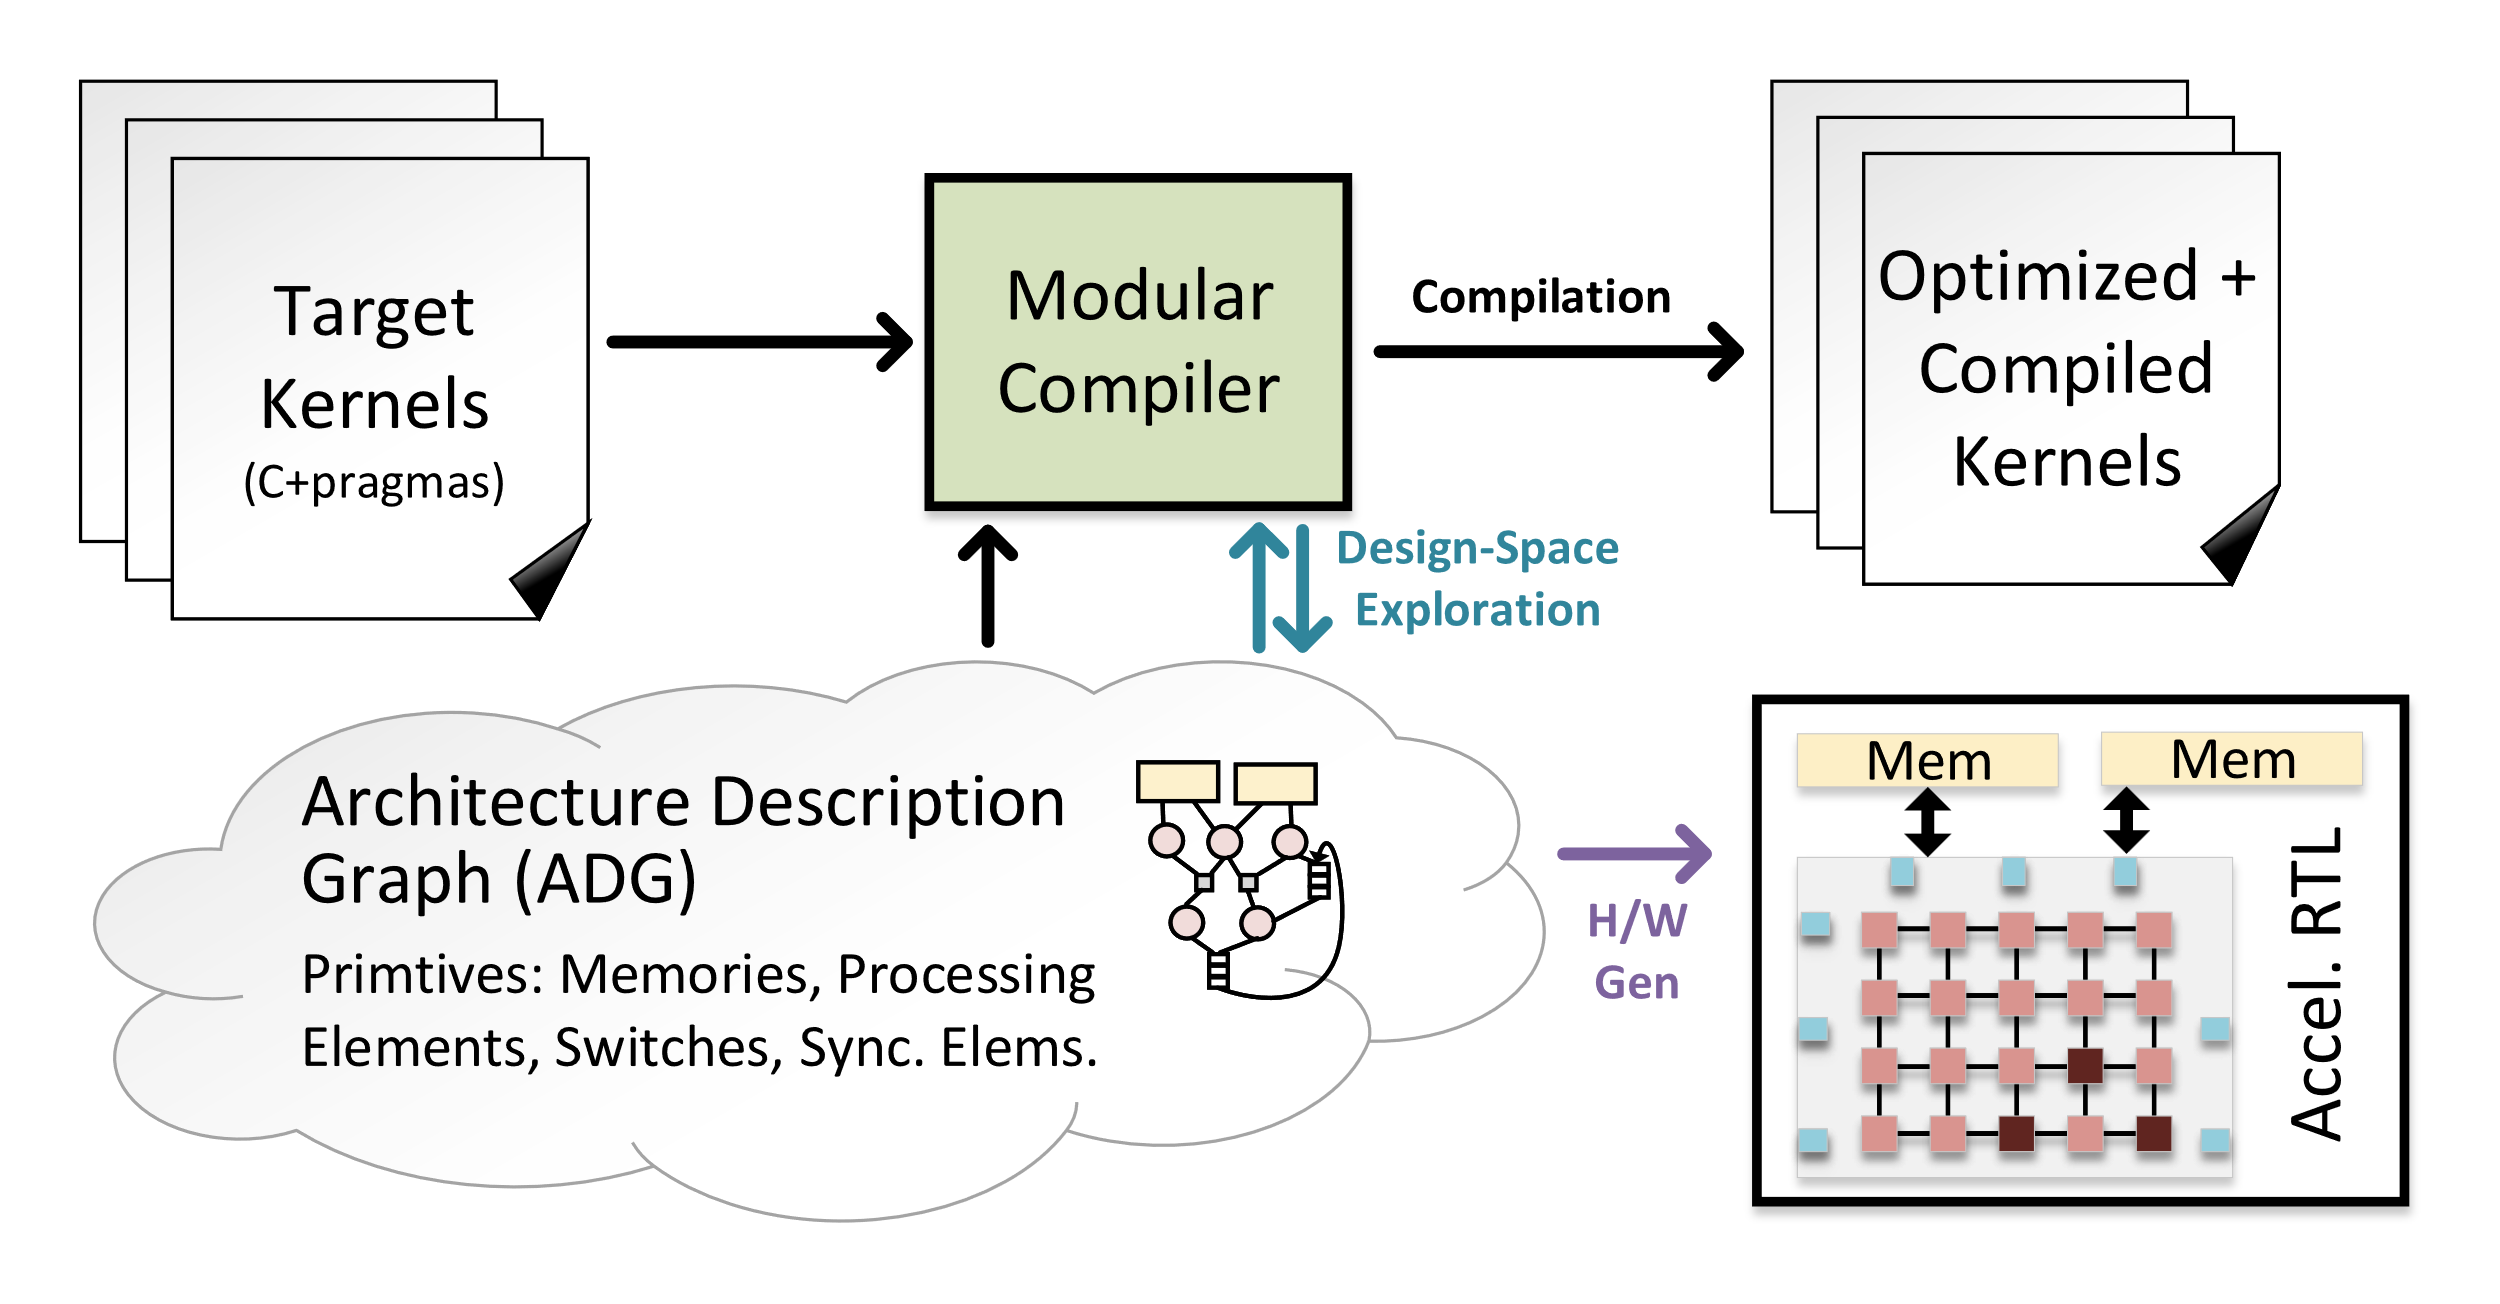 Target
Kernels
(C+pragmas)
Modular
Compiler
Compilation
Optimized +
Compiled
Kernels
Design-Space
Exploration
Architecture Description
Graph (ADG)
Primitives: Memories, Processing
Elements, Switches, Sync. Elems.
H/W
Gen
Mem
Mem
Accel. RTL